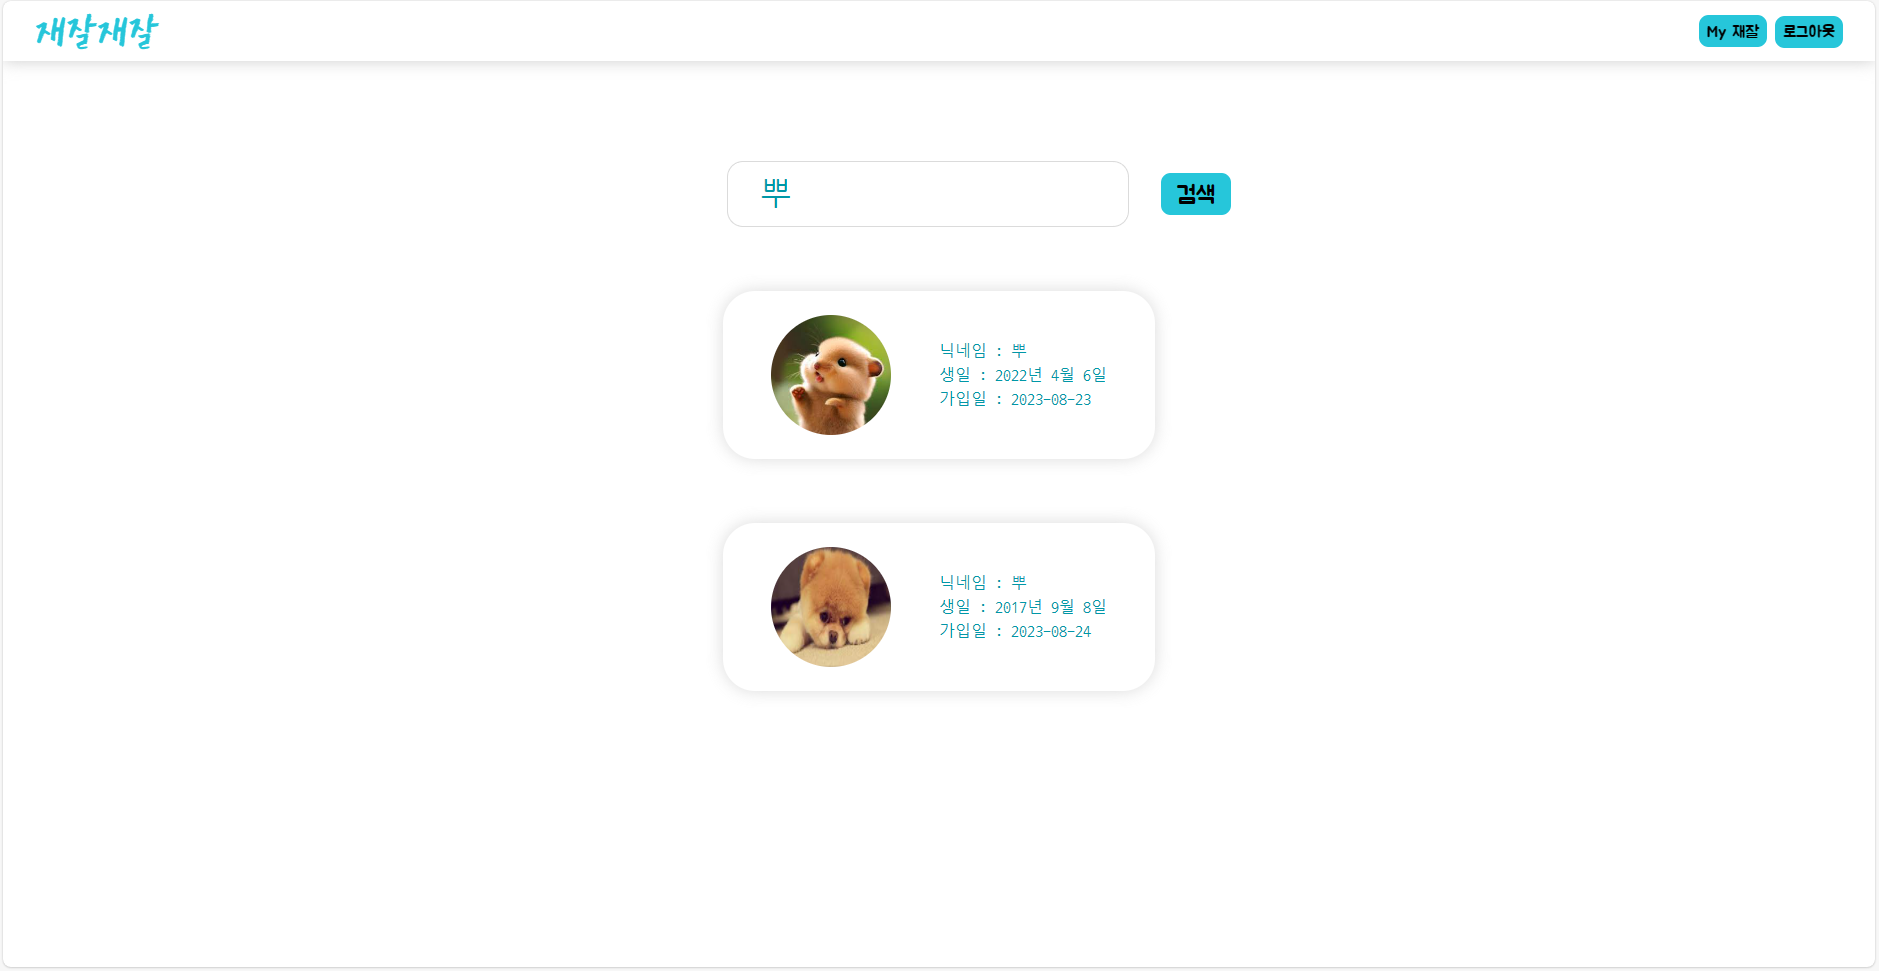 재잘재잘
My 재잘
로그아웃
뿌
검색
닉네임 : 뿌
생일 : 2022년 4월 6일
가입일 : 2023-08-23
닉네임 : 뿌
생일 : 2017년 9월 8일
가입일 : 2023-08-24